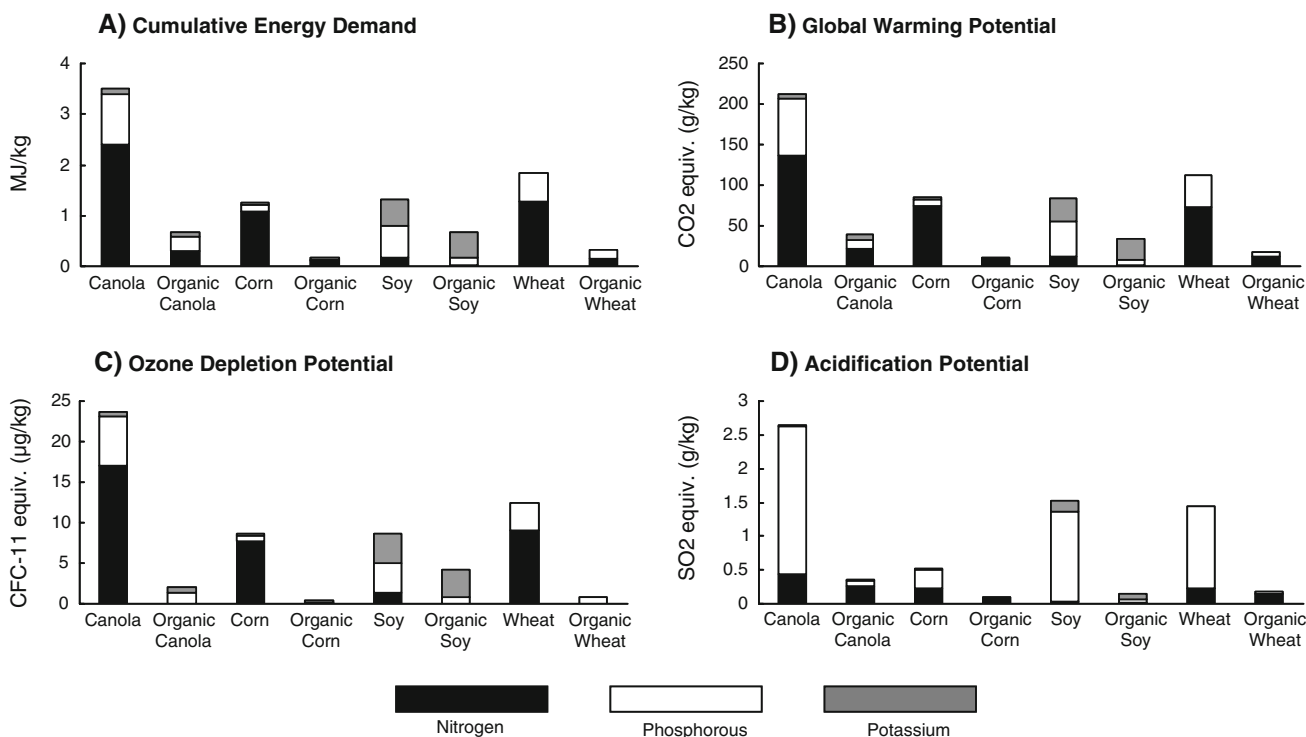 A) Cumulative Energy Demand
MJ/kg
4
3
2
1
0
Canola
Organic
Canola
Corn
Organic
Corn
Soy
Organic
Soy
Wheat
Organic
Wheat
B) Global Warming Potential
CO2 equiv. (g/kg)
250
200
150
100
50
0
Canola
Organic
Canola
Corn
Organic
Corn
Soy
Organic
Soy
Wheat
Organic
Wheat
C) Ozone Depletion Potential
CFC-11 equiv. (µg/kg)
25
20
15
10
5
0
Canola
Organic
Canola
Corn
Organic
Corn
Soy
Organic
Soy
Wheat
Organic
Wheat
D) Acidification Potential
SO2 equiv. (g/kg)
3
2.5
2
1.5
1
0.5
0
Canola
Organic
Canola
Corn
Organic
Corn
Soy
Organic
Soy
Wheat
Organic
Wheat
Nitrogen
Phosphorous
Potassium